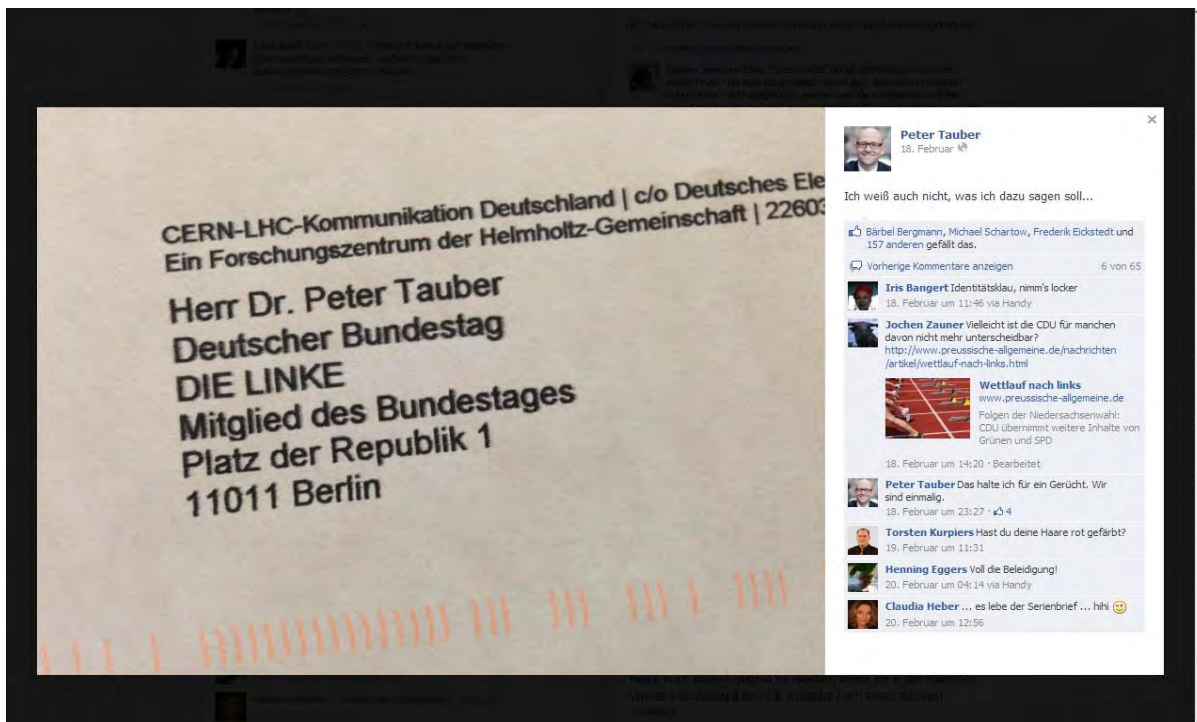 CERN-LHC-Kommunikation Deutschland | c/o Deutsches Ele
Ein Forschungszentrum der Helmholtz-Gemeinschaft | 22603
Herr Dr. Peter Tauber
Deutscher Bundestag
DIE LINKE
Mitglied des Bundestages
Platz der Republik 1
11011 Berlin
Peter Tauber
18. Februar
Ich weiß auch nicht, was ich dazu sagen soll...
Bärbel Bergmann, Michael Schartow, Frederik Eickstedt und
157 anderen gefällt das.
Vorherige Kommentare anzeigen 6 von 65
Iris Bangert Identitätsklau, nimm's locker
18. Februar um 11:46 via Handy
Jochen Zauner Vielleicht ist die CDU für manchen
davon nicht mehr unterscheidbar?
http://www.preussische-allgemeine.de/nachrichten
/artikel/wettlauf-nach-links.html
Wettlauf nach links
www.preussische-allgemeine.de
Folgen der Niedersachsenwahl:
CDU übernimmt weitere Inhalte von
Grünen und SPD
18. Februar um 14:20 · Bearbeitet
Peter Tauber Das halte ich für ein Gerücht. Wir
sind einmalig.
18. Februar um 23:27 · 4
Torsten Kurpiers Hast du deine Haare rot gefärbt?
19. Februar um 11:31
Henning Eggers Voll die Beleidigung!
20. Februar um 04:14 via Handy
Claudia Heber ... es lebe der Serienbrief ... hihi
20. Februar um 12:56